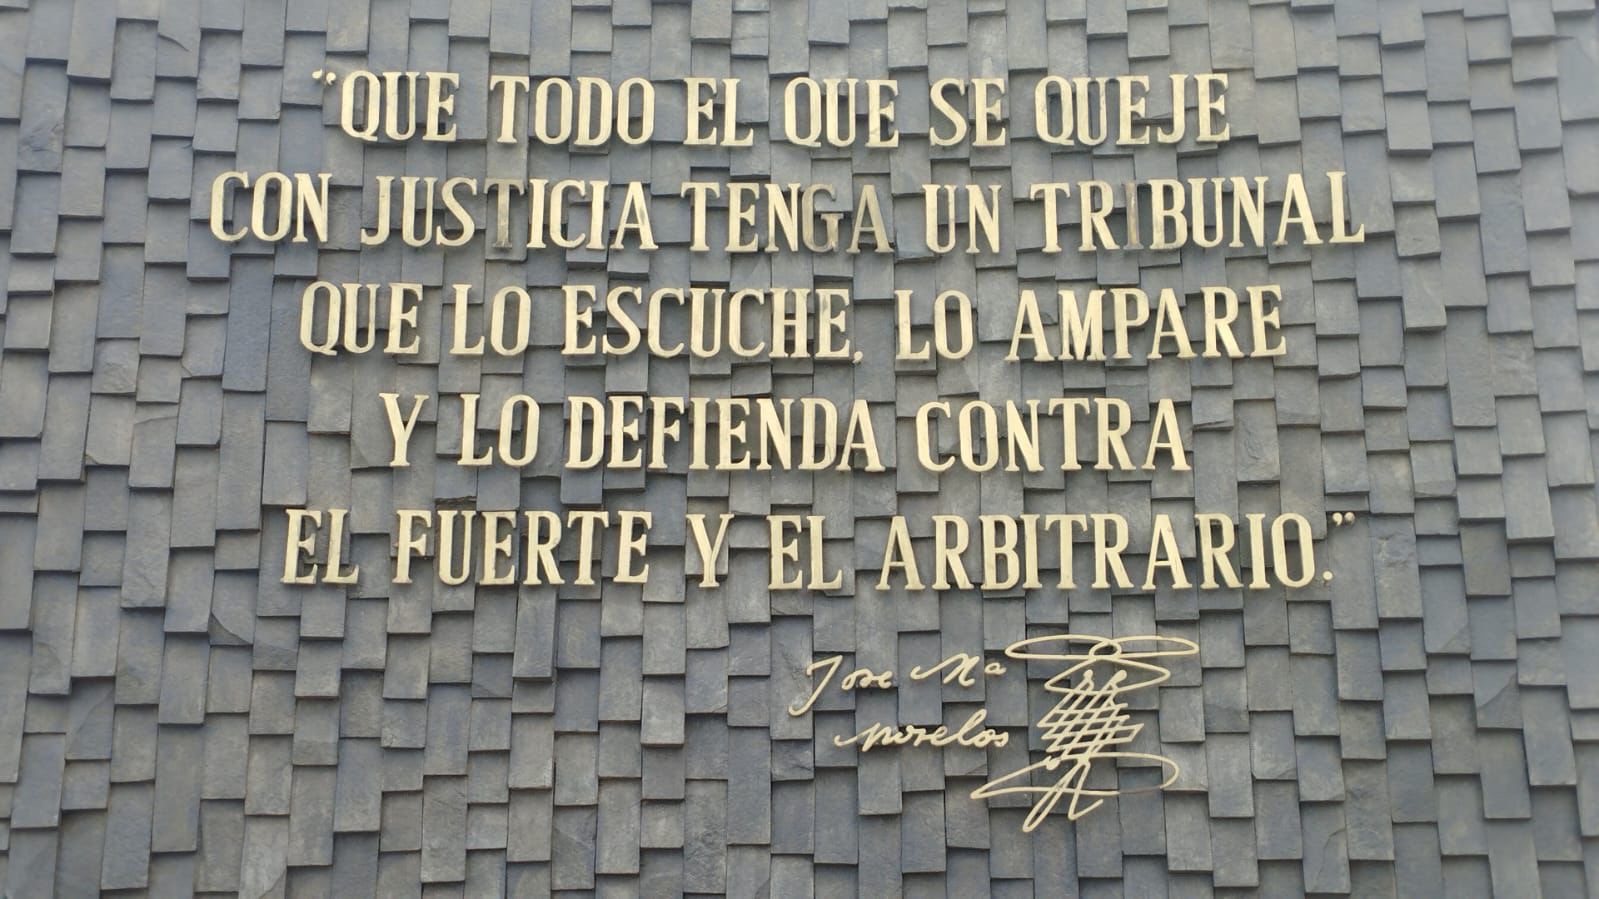 “QUE TODO EL QUE SE QUEJE
CON JUSTICIA TENGA UN TRIBUNAL
QUE LO ESCUCHE, LO AMPARE
Y LO DEFIENDA CONTRA
EL FUERTE Y EL ARBITRARIO.”
Jose Ma
morelos